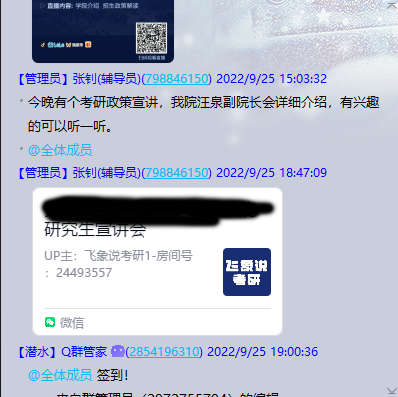 ▷ 直播内容：学院介绍 招生政策解读
【管理员】张钊(辅导员)(798846150) 2022/9/25 15:03:32
今晚有个考研政策宣讲，我院汪泉副院长会详细介绍，有兴趣
的可以听一听。
@全体成员
【管理员】张钊(辅导员)(798846150) 2022/9/25 18:47:09
研究生宣讲会
UP主：飞象说考研1-房间号
：24493557
飞象说
考研
微信
【潜水】Q群管家 (2854196310) 2022/9/25 19:00:36
@全体成员 签到！